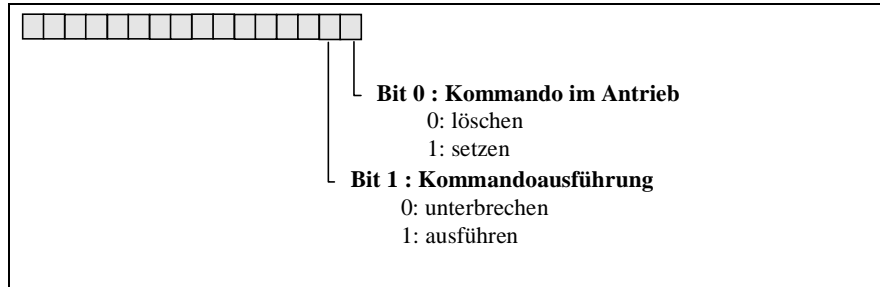 Bit 0 : Kommando im Antrieb
0: löschen
1: setzen
Bit 1 : Kommandoausführung
0: unterbrechen
1: ausführen